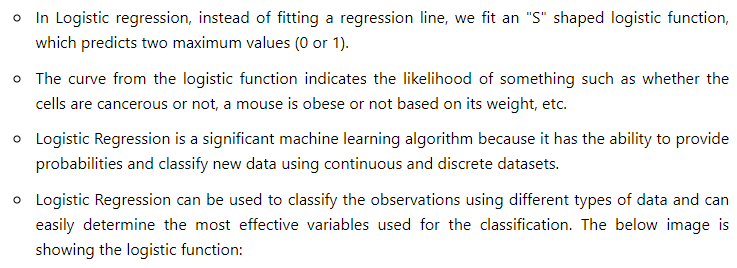 In Logistic regression, instead of fitting a regression line, we fit an "S" shaped logistic function,
which predicts two maximum values (0 or 1).
The curve from the logistic function indicates the likelihood of something such as whether the
cells are cancerous or not, a mouse is obese or not based on its weight, etc.
Logistic Regression is a significant machine learning algorithm because it has the ability to provide
probabilities and classify new data using continuous and discrete datasets.
Logistic Regression can be used to classify the observations using different types of data and can
easily determine the most effective variables used for the classification. The below image is
showing the logistic function: